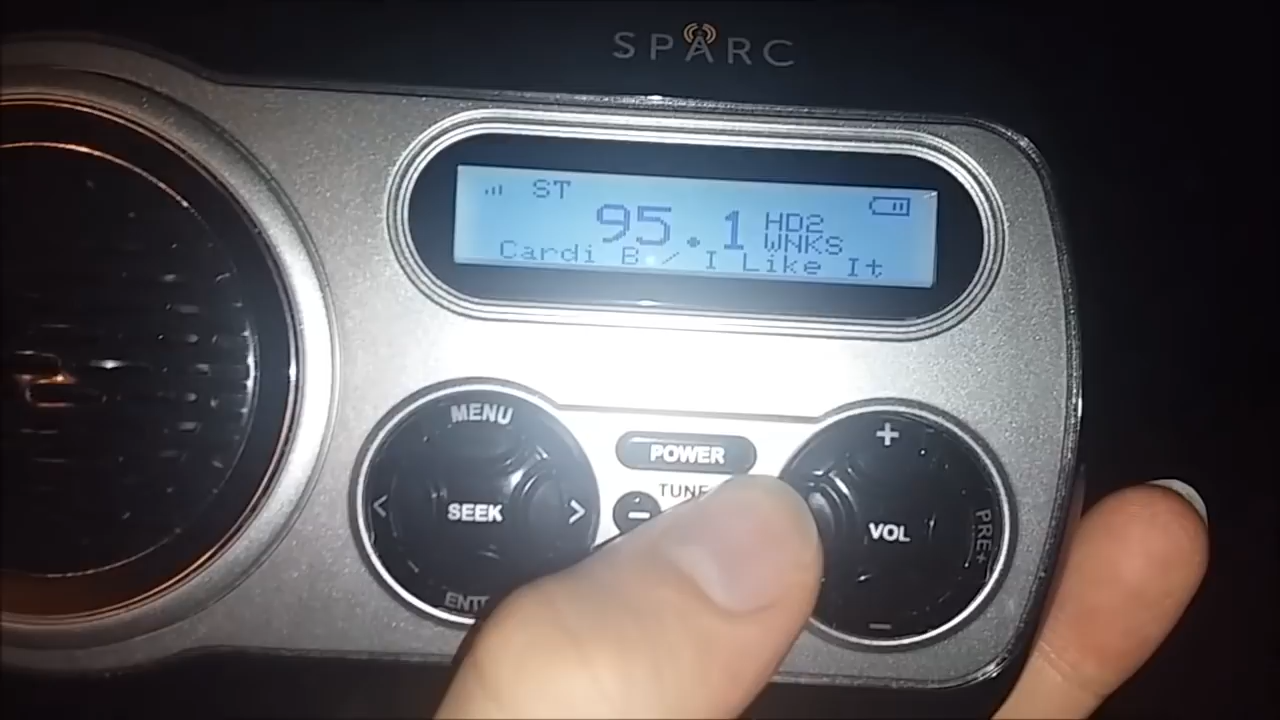 SPARC
ST
95.1 HD2
WNKS
Cardi B / I Like It
MENU
<
SEEK
>
POWER
TUNE
−
+
VOL
PRE+
−